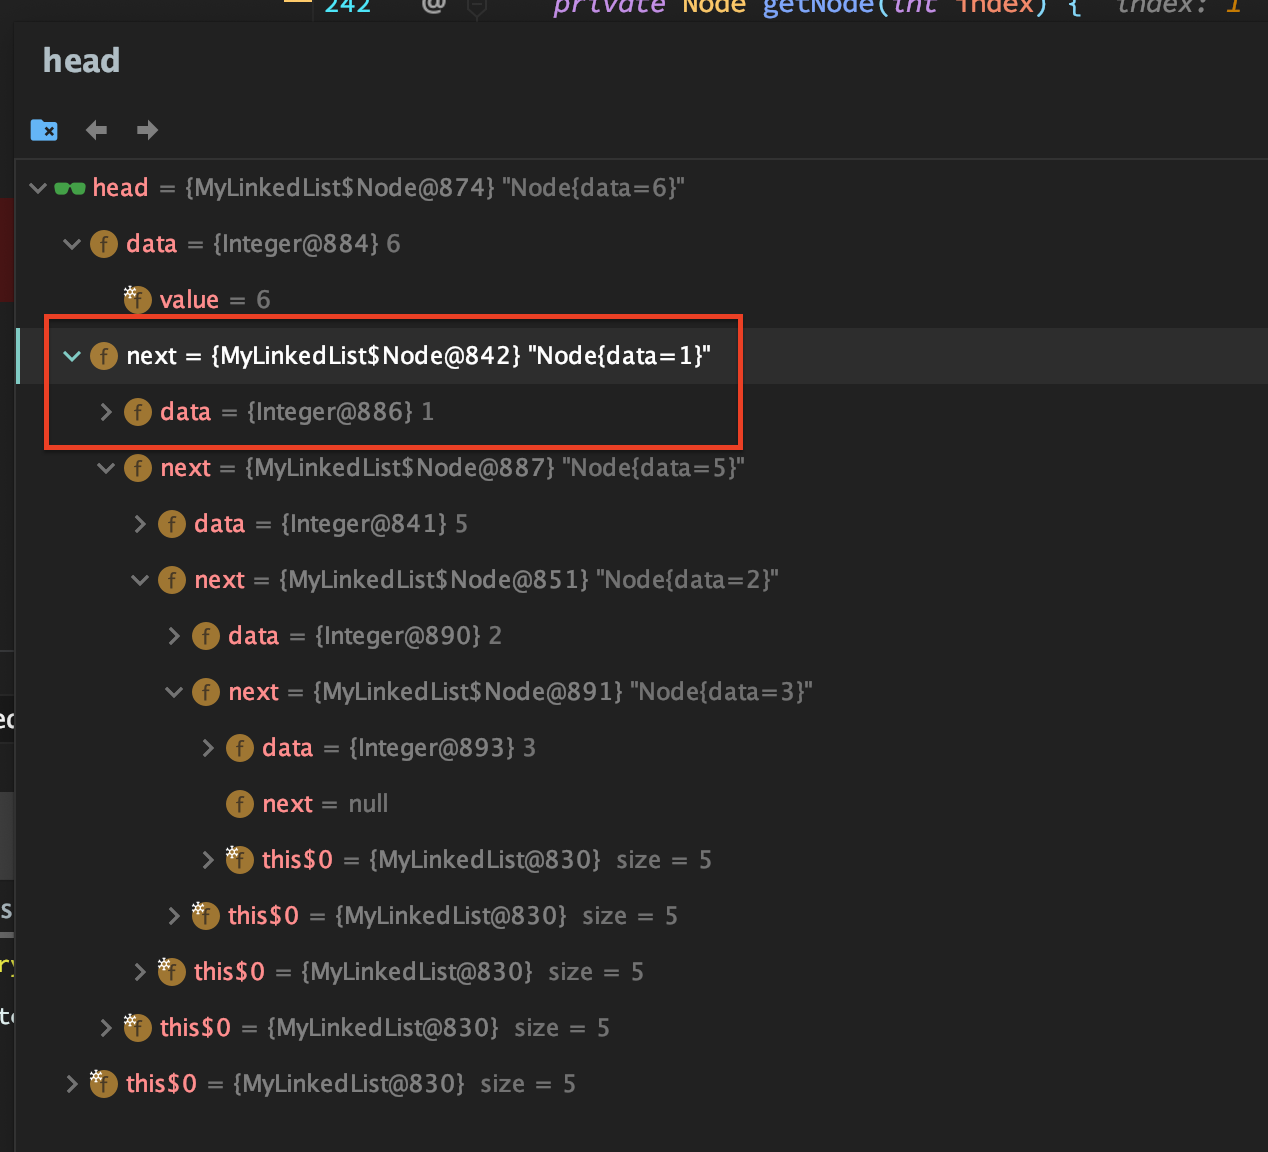 242 @ private Node getNode(int index) { index: 1
head
head = {MyLinkedList$Node@874} "Node{data=6}"
data = {Integer@884} 6
value = 6
next = {MyLinkedList$Node@842} "Node{data=1}"
data = {Integer@886} 1
next = {MyLinkedList$Node@887} "Node{data=5}"
data = {Integer@841} 5
next = {MyLinkedList$Node@851} "Node{data=2}"
data = {Integer@890} 2
next = {MyLinkedList$Node@891} "Node{data=3}"
data = {Integer@893} 3
next = null
this$0 = {MyLinkedList@830} size = 5
this$0 = {MyLinkedList@830} size = 5
this$0 = {MyLinkedList@830} size = 5
this$0 = {MyLinkedList@830} size = 5
this$0 = {MyLinkedList@830} size = 5